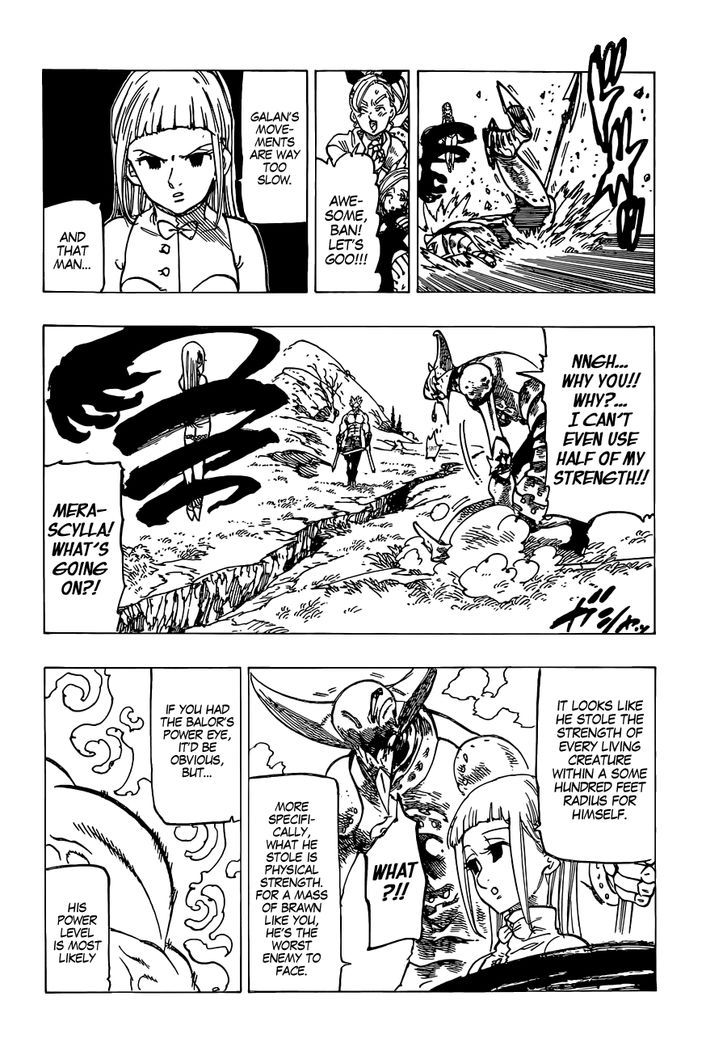 AWE-
SOME,
BAN!
LET'S
GOO!!!
GALAN'S
MOVE-
MENTS
ARE WAY
TOO
SLOW.
AND
THAT
MAN...
NNGH...
WHY YOU!!
WHY?...
I CAN'T
EVEN USE
HALF OF MY
STRENGTH!!
MERA-
SCYLLA!
WHAT'S
GOING
ON?!
IT LOOKS LIKE
HE STOLE THE
STRENGTH OF
EVERY LIVING
CREATURE
WITHIN A SOME
HUNDRED FEET
RADIUS FOR
HIMSELF.
WHAT
?!!
MORE
SPECIFI-
CALLY,
WHAT HE
STOLE IS
PHYSICAL
STRENGTH.
FOR A MASS
OF BRAWN
LIKE YOU,
HE'S THE
WORST
ENEMY TO
FACE.
IF YOU HAD
THE BALOR'S
POWER EYE,
IT'D BE
OBVIOUS,
BUT...
HIS
POWER
LEVEL
IS MOST
LIKELY